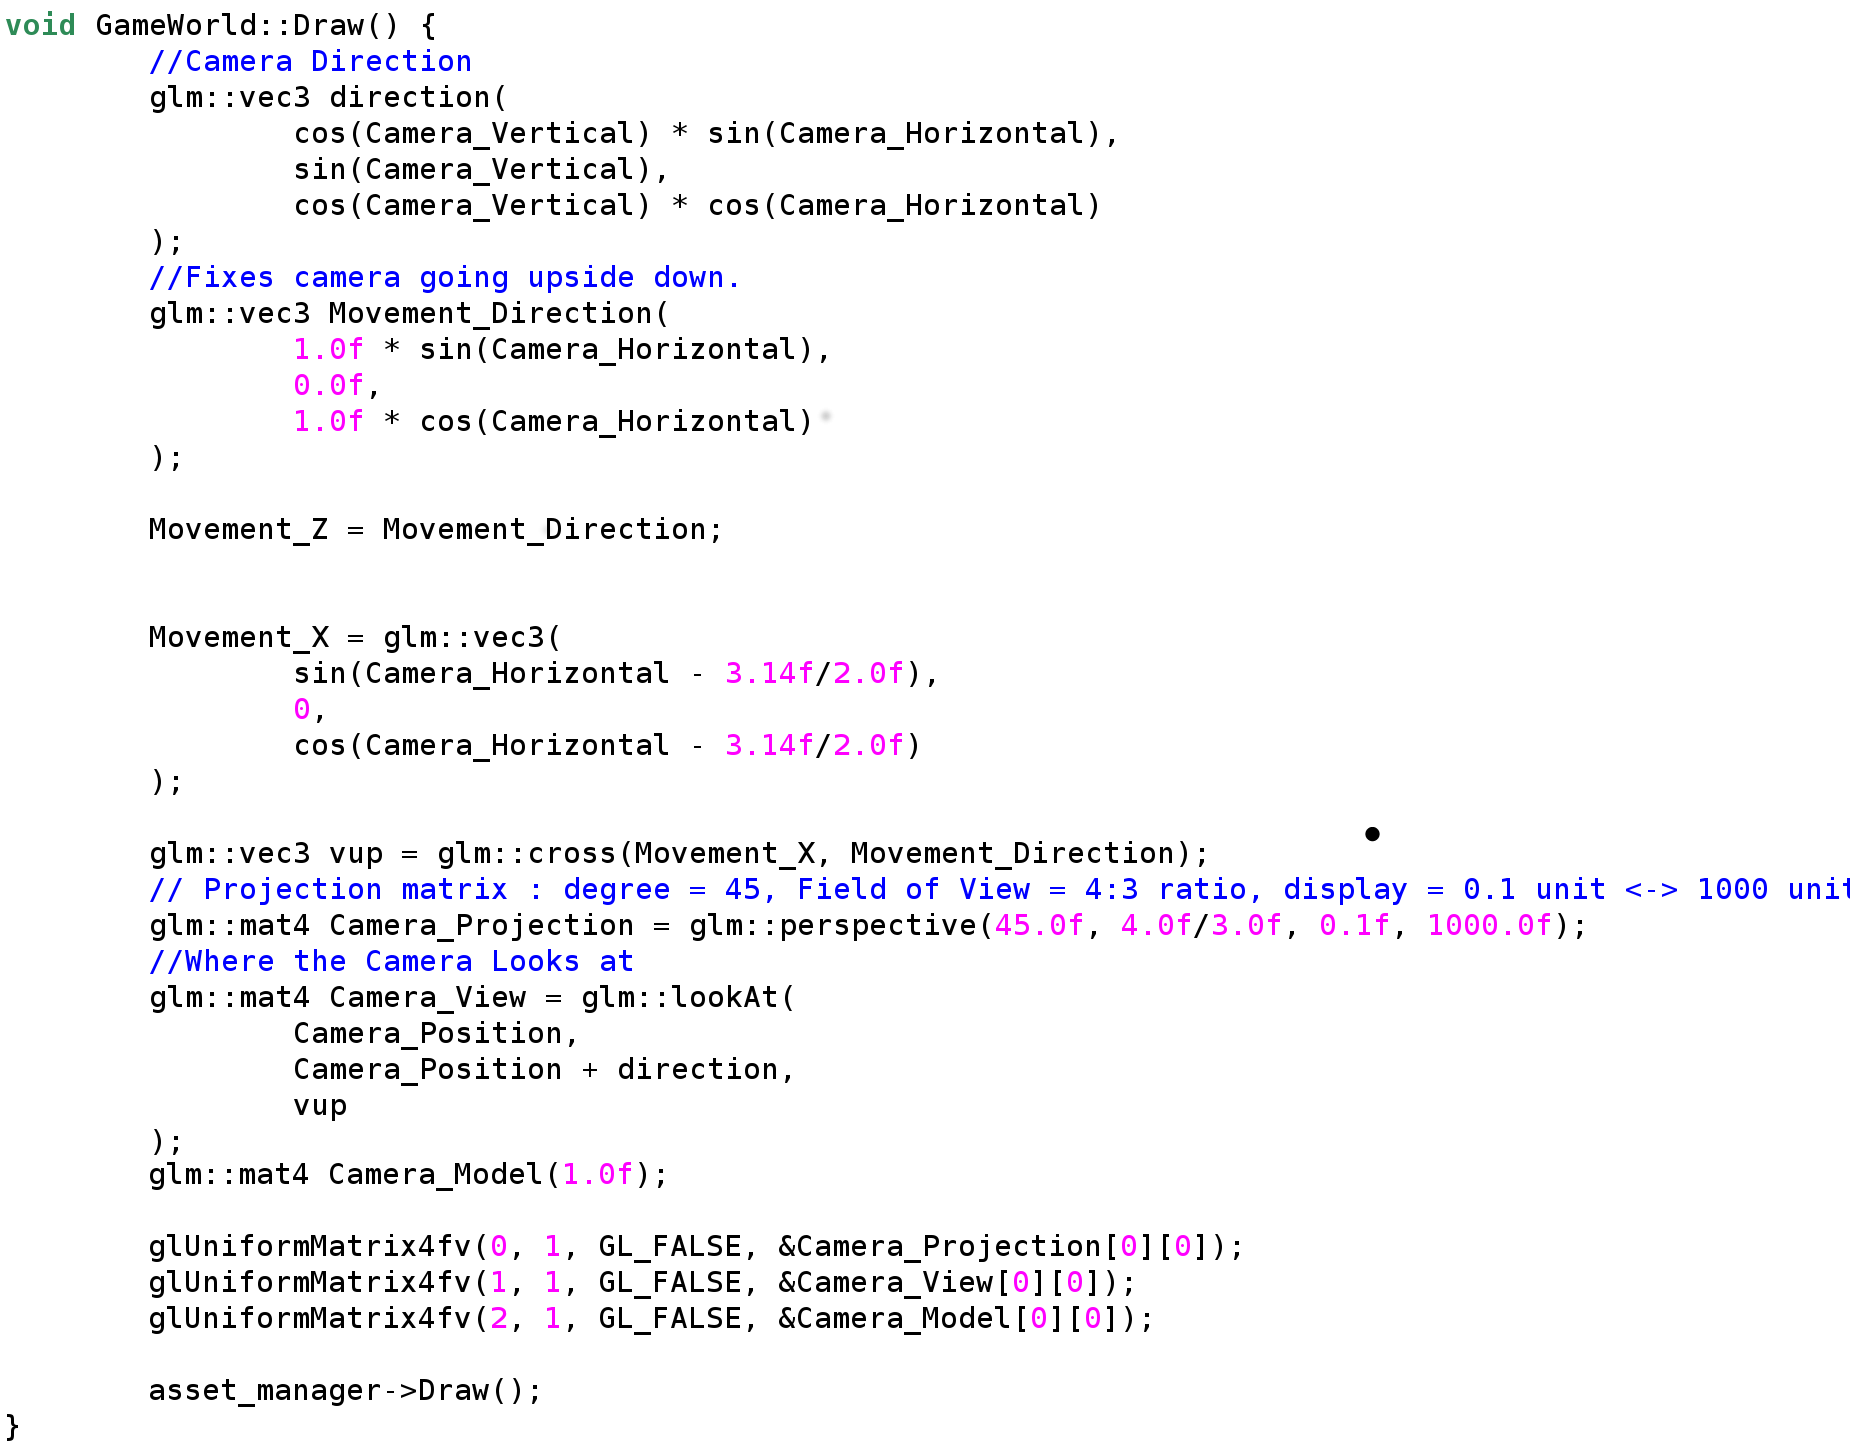 void GameWorld::Draw() {
//Camera Direction
glm::vec3 direction(
cos(Camera_Vertical) * sin(Camera_Horizontal),
sin(Camera_Vertical),
cos(Camera_Vertical) * cos(Camera_Horizontal)
);
//Fixes camera going upside down.
glm::vec3 Movement_Direction(
1.0f * sin(Camera_Horizontal),
0.0f,
1.0f * cos(Camera_Horizontal)
);
Movement_Z = Movement_Direction;
Movement_X = glm::vec3(
sin(Camera_Horizontal - 3.14f/2.0f),
0,
cos(Camera_Horizontal - 3.14f/2.0f)
);
glm::vec3 vup = glm::cross(Movement_X, Movement_Direction);
// Projection matrix : degree = 45, Field of View = 4:3 ratio, display = 0.1 unit <-> 1000 unit
glm::mat4 Camera_Projection = glm::perspective(45.0f, 4.0f/3.0f, 0.1f, 1000.0f);
//Where the Camera Looks at
glm::mat4 Camera_View = glm::lookAt(
Camera_Position,
Camera_Position + direction,
vup
);
glm::mat4 Camera_Model(1.0f);
glUniformMatrix4fv(0, 1, GL_FALSE, &Camera_Projection[0][0]);
glUniformMatrix4fv(1, 1, GL_FALSE, &Camera_View[0][0]);
glUniformMatrix4fv(2, 1, GL_FALSE, &Camera_Model[0][0]);
asset_manager->Draw();
}